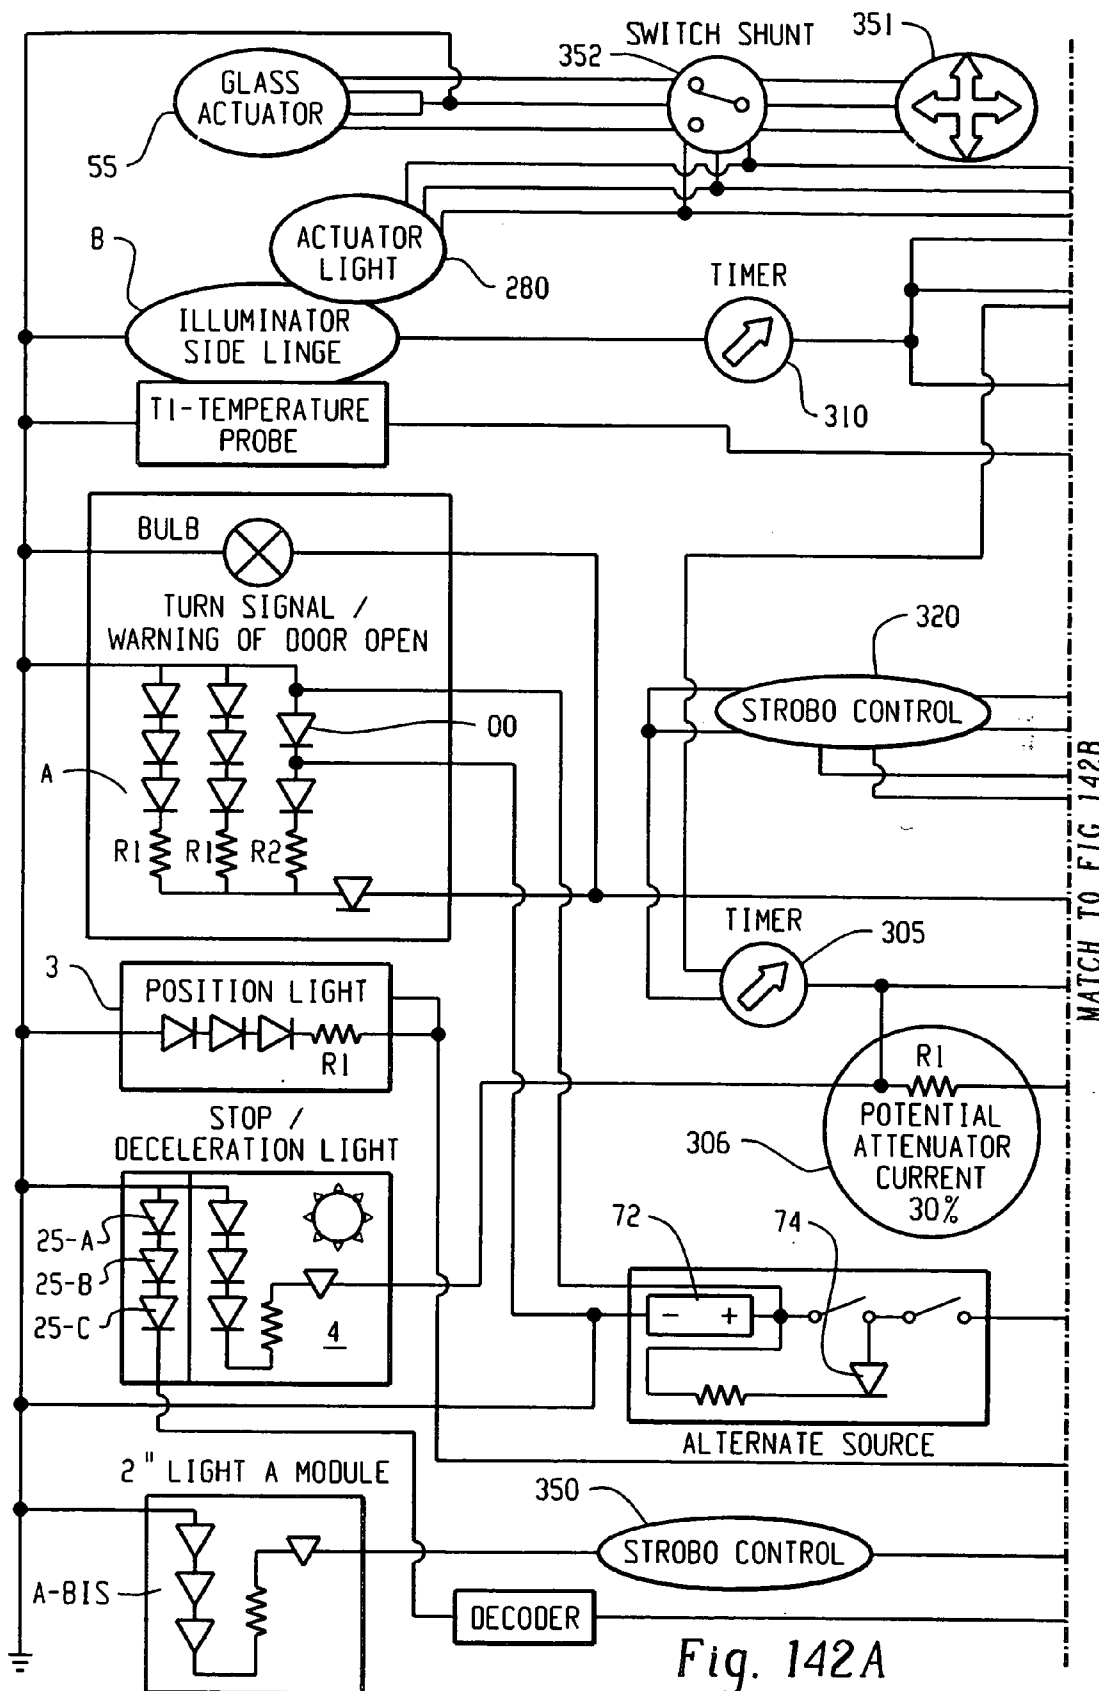 SWITCH SHUNT
351
352
GLASS
ACTUATOR
55
B
ACTUATOR
LIGHT
280
TIMER
ILLUMINATOR
SIDE LINGE
310
T1-TEMPERATURE
PROBE
BULB
TURN SIGNAL /
WARNING OF DOOR OPEN
320
STROBO CONTROL
00
A
R1
R1
R2
TIMER
305
3
POSITION LIGHT
R1
R1
POTENTIAL
ATTENUATOR
CURRENT
30%
306
STOP /
DECELERATION LIGHT
72
74
25-A
25-B
25-C
4
- +
ALTERNATE SOURCE
2" LIGHT A MODULE
350
STROBO CONTROL
A-BIS
DECODER
MATCH TO FIG 142B
Fig. 142A